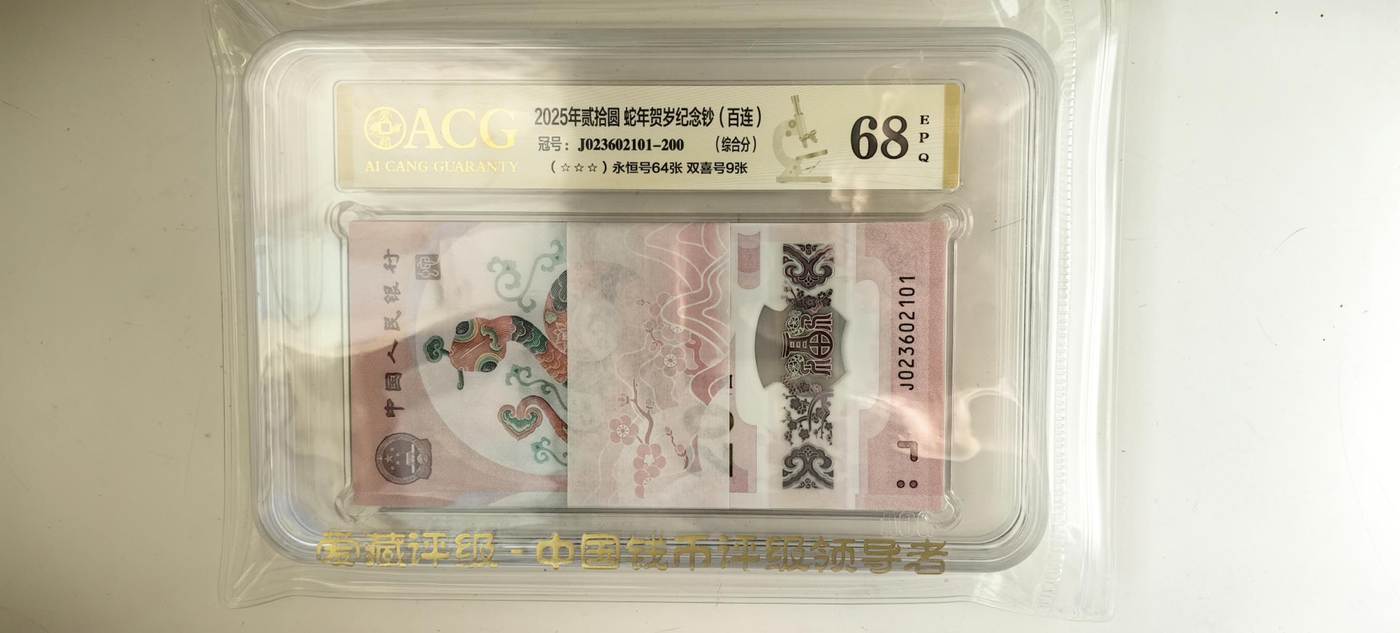 ACG
AI CANG GUARANTY
2025年贰拾圆 蛇年贺岁纪念钞（百连）
冠号：J023602101-200 （综合分）
（☆☆☆）永恒号64张 双喜号9张
68
EPQ
中国人民银行
J023602101
爱藏评级-中国钱币评级领导者